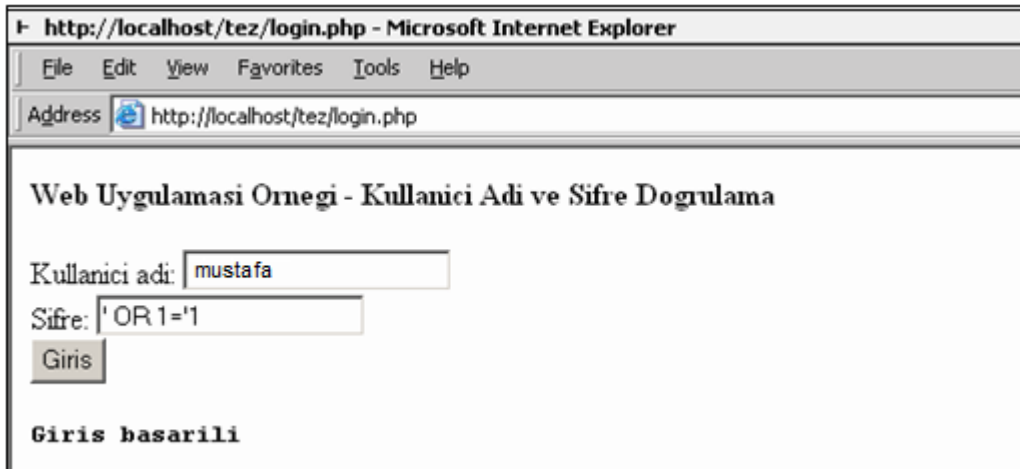 http://localhost/tez/login.php - Microsoft Internet Explorer
File Edit View Favorites Tools Help
Address http://localhost/tez/login.php
Web Uygulamasi Ornegi - Kullanici Adi ve Sifre Dogrulama
Kullanici adi: mustafa
Sifre: ' OR 1='1
Giris
Giris basarili